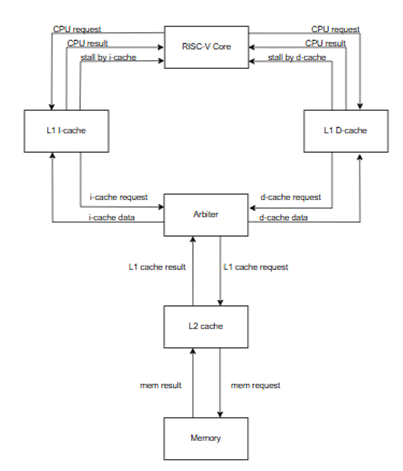 CPU request
CPU request
CPU result
RISC-V Core
CPU result
stall by i-cache
stall by d-cache
L1 I-cache
L1 D-cache
i-cache request
d-cache request
Arbiter
i-cache data
d-cache data
L1 cache result
L1 cache request
L2 cache
mem result
mem request
Memory